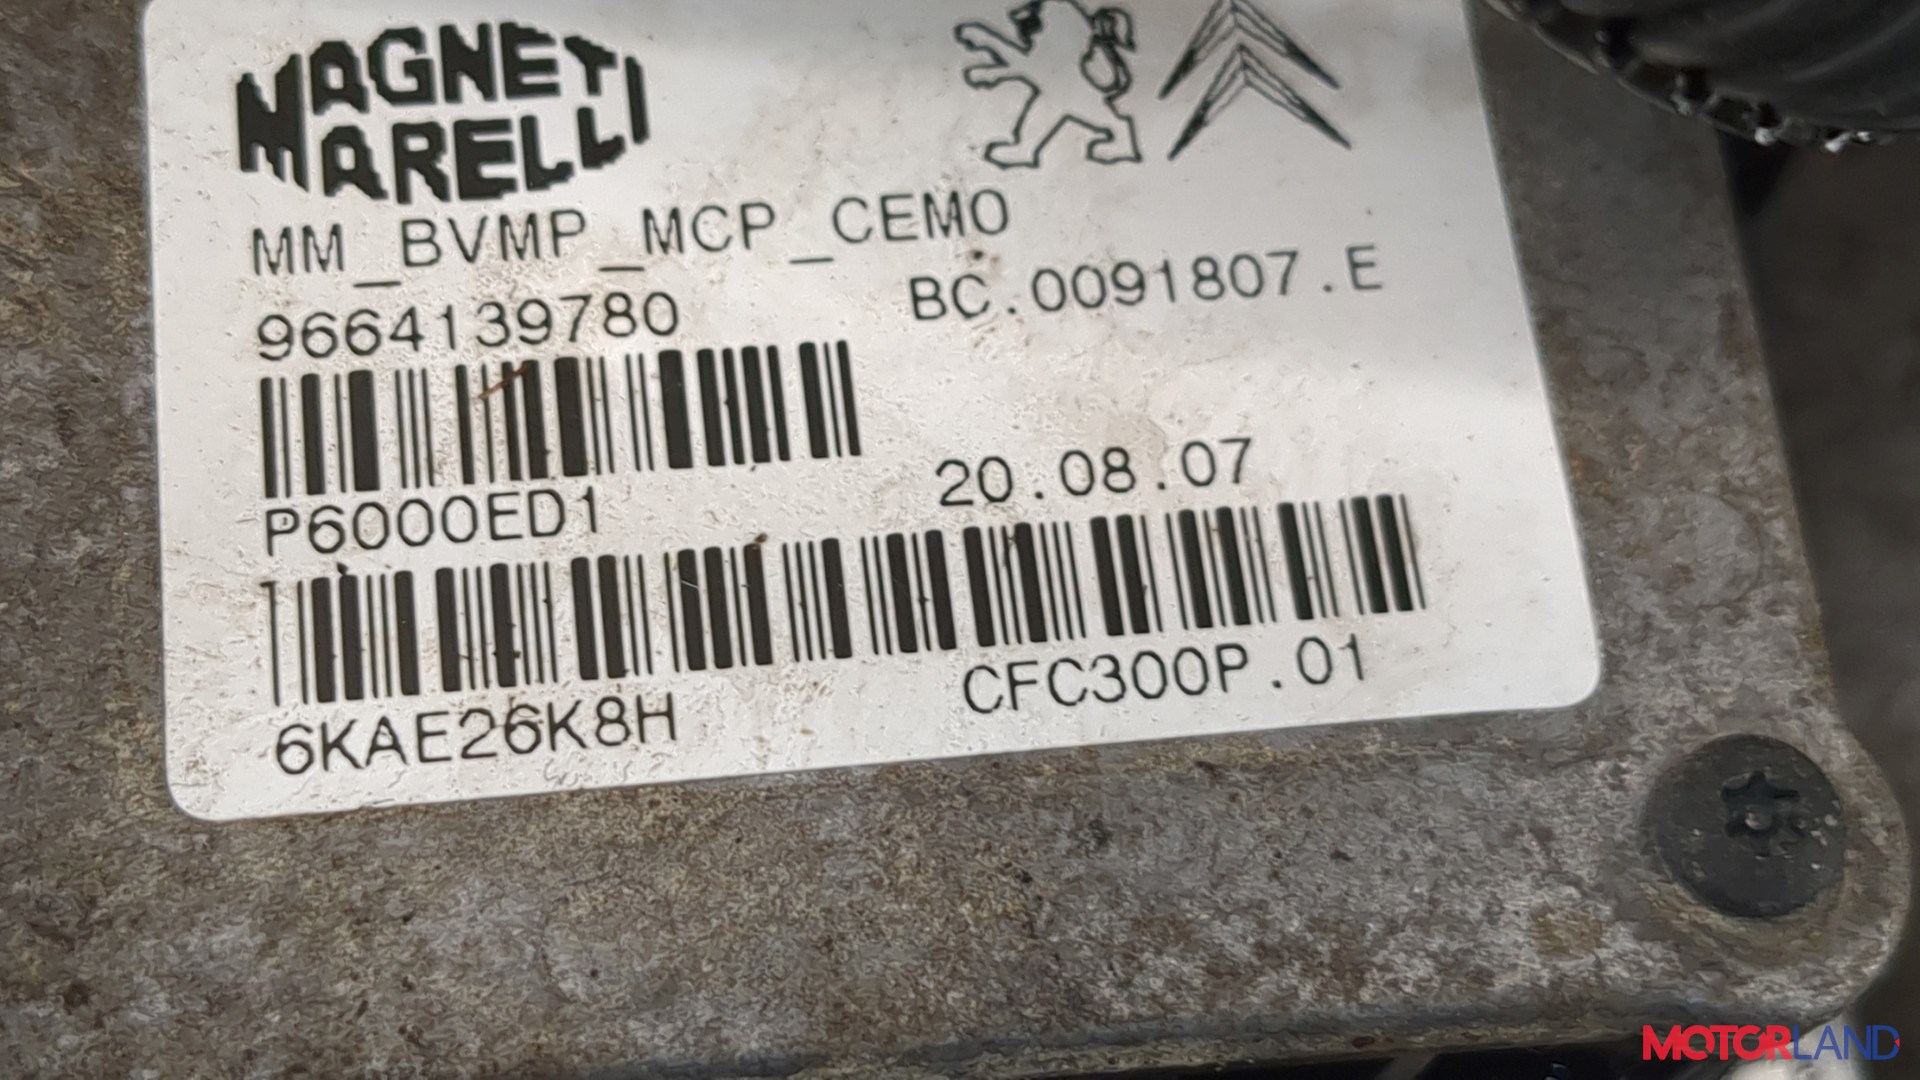 MAGNETI
MARELLI
MM_BVMP_MCP_CEMO
9664139780
BC.0091807.E
P6000ED1
20.08.07
6KAE26K8H
CFC300P.01
MOTORLAND